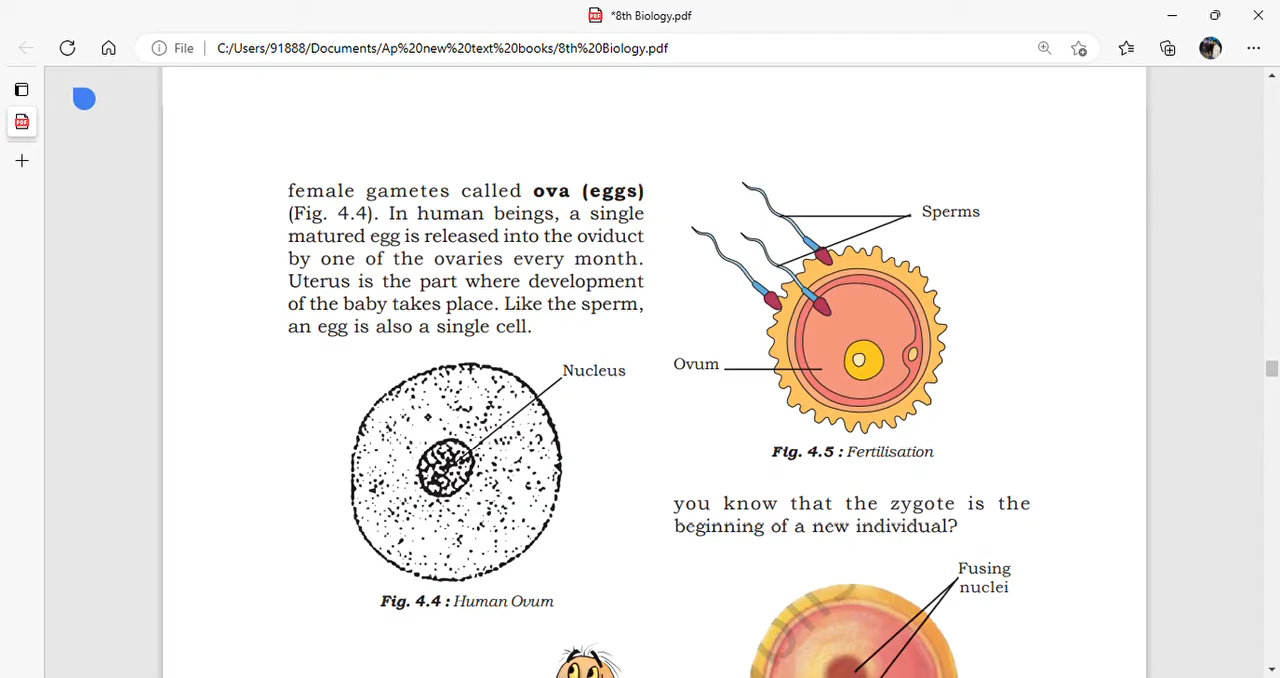 *8th Biology.pdf
File
C:/Users/91888/Documents/Ap%20new%20text%20books/8th%20Biology.pdf
female gametes called ova (eggs)
(Fig. 4.4). In human beings, a single
matured egg is released into the oviduct
by one of the ovaries every month.
Uterus is the part where development
of the baby takes place. Like the sperm,
an egg is also a single cell.
Nucleus
Fig. 4.4 : Human Ovum
Sperms
Ovum
Fig. 4.5 : Fertilisation
you know that the zygote is the
beginning of a new individual?
Fusing
nuclei